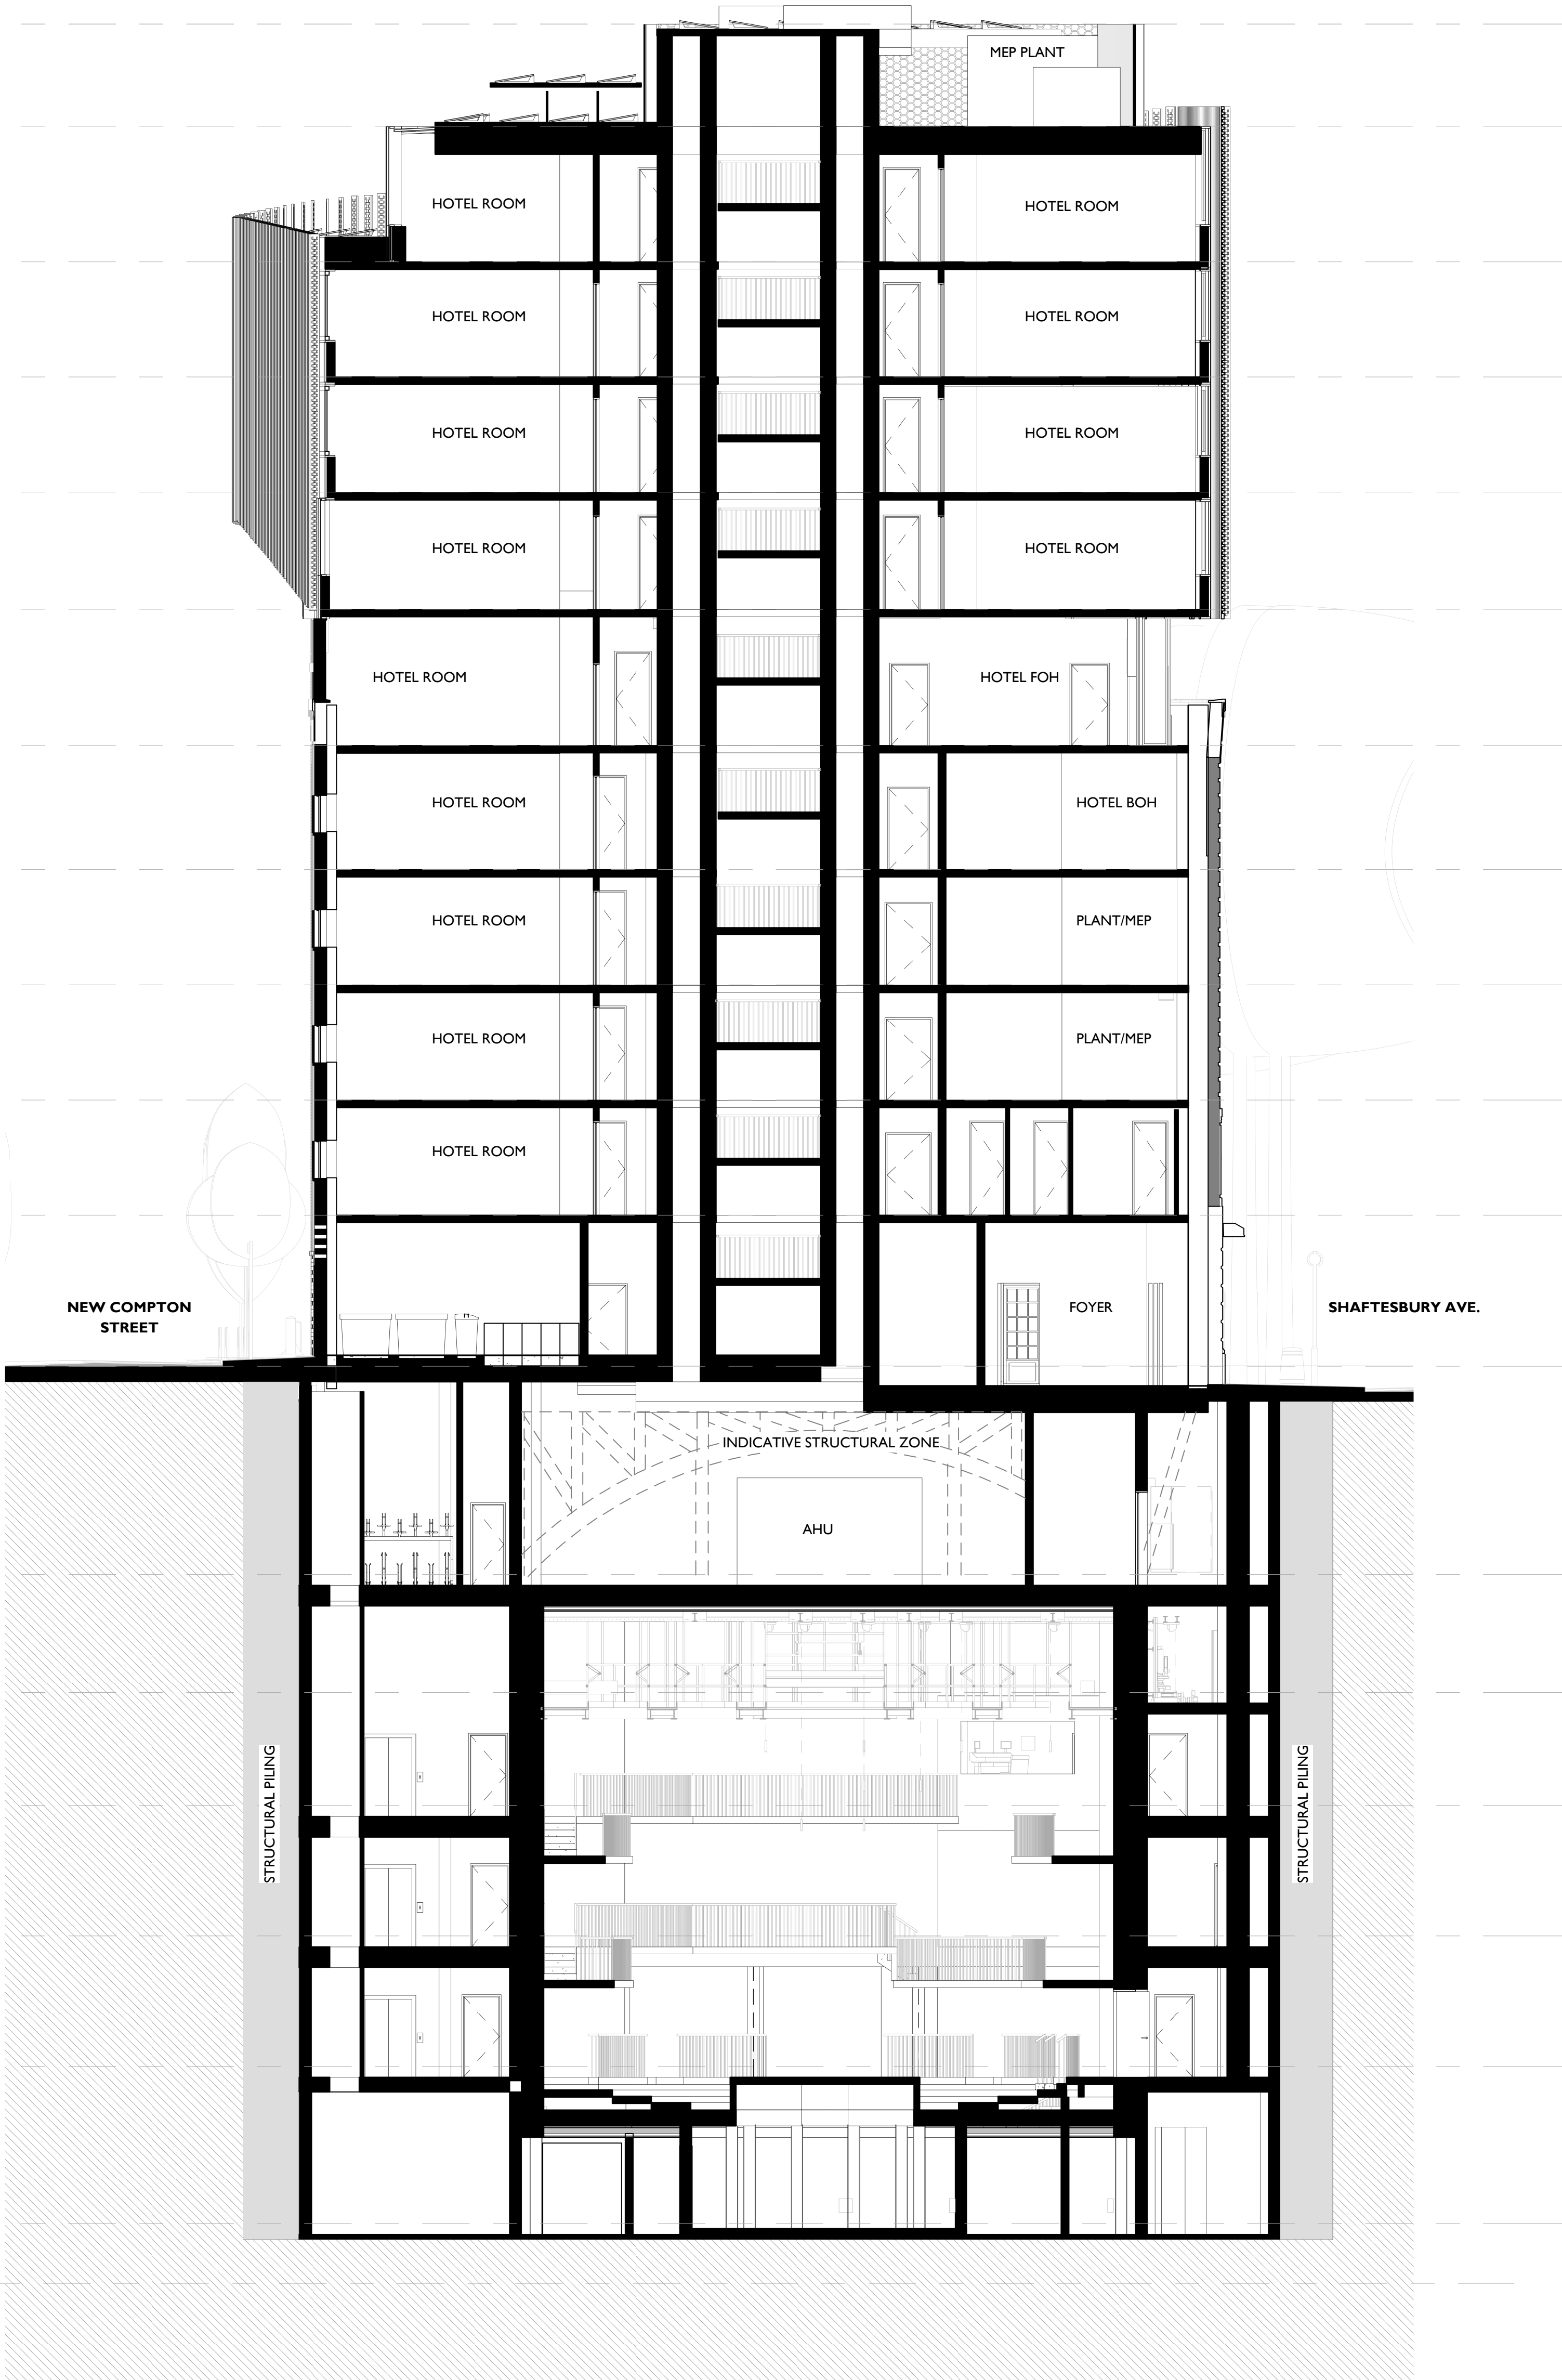 MEP PLANT
HOTEL ROOM
HOTEL ROOM
HOTEL ROOM
HOTEL ROOM
HOTEL ROOM
HOTEL ROOM
HOTEL ROOM
HOTEL ROOM
HOTEL ROOM
HOTEL FOH
HOTEL ROOM
HOTEL BOH
HOTEL ROOM
PLANT/MEP
HOTEL ROOM
PLANT/MEP
HOTEL ROOM
NEW COMPTON
STREET
FOYER
SHAFTESBURY AVE.
INDICATIVE STRUCTURAL ZONE
AHU
STRUCTURAL PILING
STRUCTURAL PILING